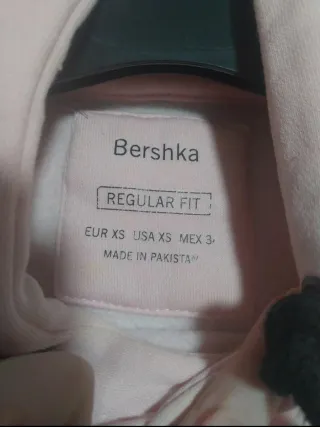 Bershka
REGULAR FIT
EUR XS USA XS MEX
MADE IN